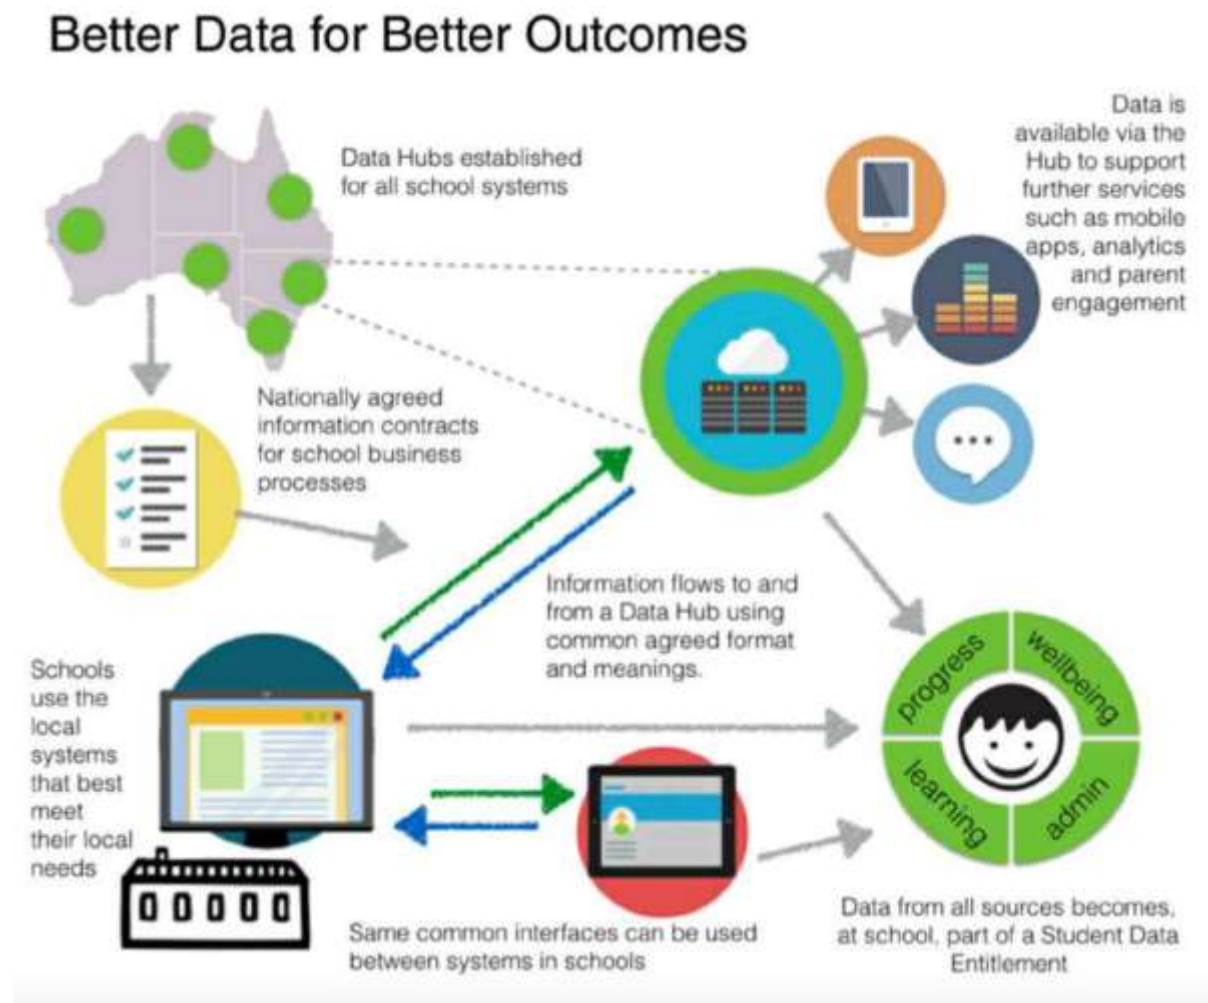 Better Data for Better Outcomes
Data is
available via the
Hub to support
further services
such as mobile
apps, analytics
and parent
engagement
Data Hubs established
for all school systems
Nationally agreed
information contracts
for school business
processes
Information flows to and
from a Data Hub using
common agreed format
and meanings.
Schools
use the
local
systems
that best
meet
their local
needs
progress
wellbeing
learning
admin
Same common interfaces can be used
between systems in schools
Data from all sources becomes,
at school, part of a Student Data
Entitlement